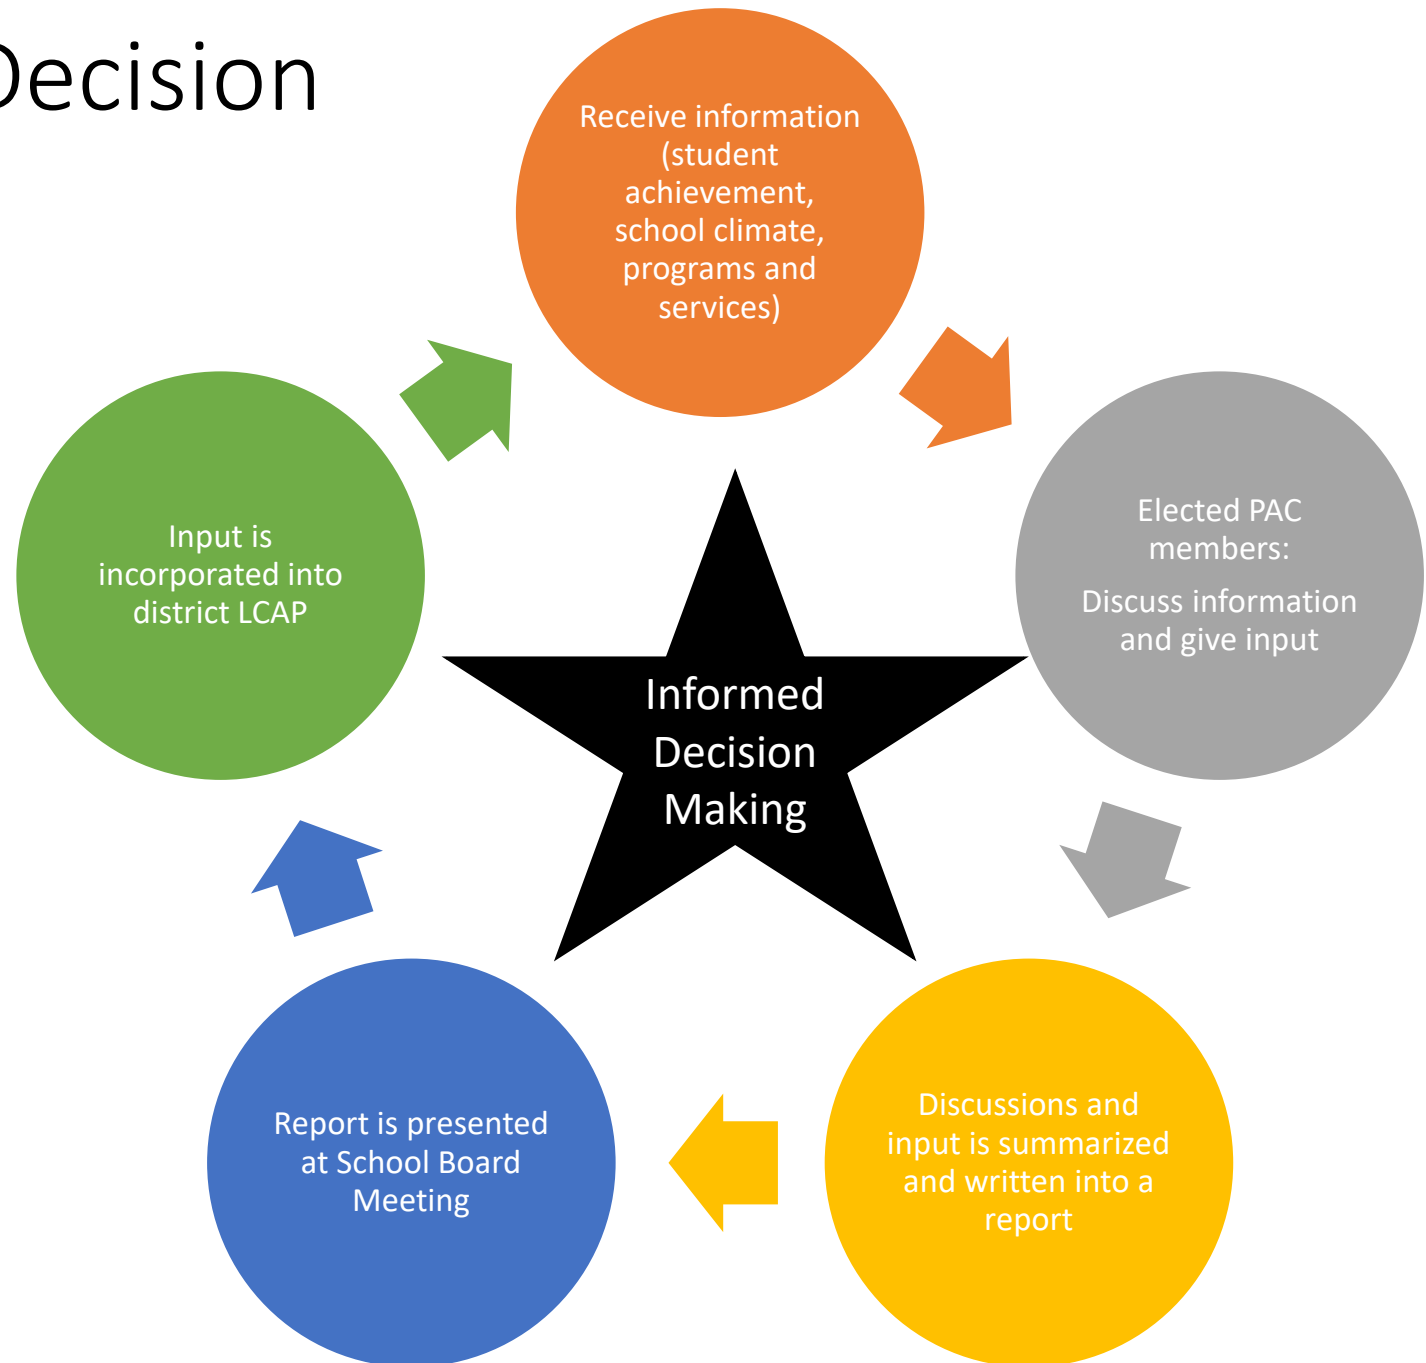 Decision
Receive information
(student
achievement,
school climate,
programs and
services)
Elected PAC
members:
Discuss information
and give input
Discussions and
input is summarized
and written into a
report
Report is presented
at School Board
Meeting
Input is
incorporated into
district LCAP
Informed
Decision
Making